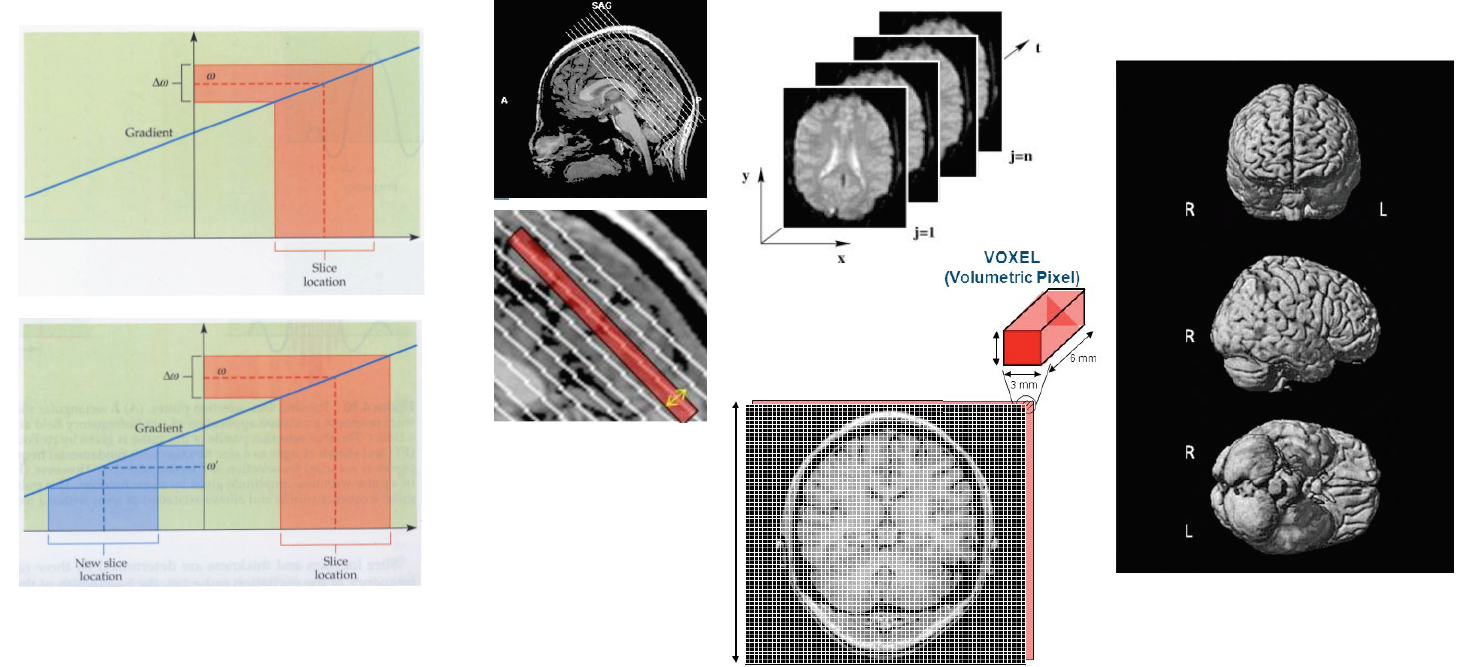 Δω
ω
Gradient
Slice
location
Δω
ω
Gradient
ω'
New slice
location
Slice
location
SAG
A
P
t
y
j=n
j=1
x
VOXEL
(Volumetric Pixel)
6 mm
3 mm
R
L
R
R
L